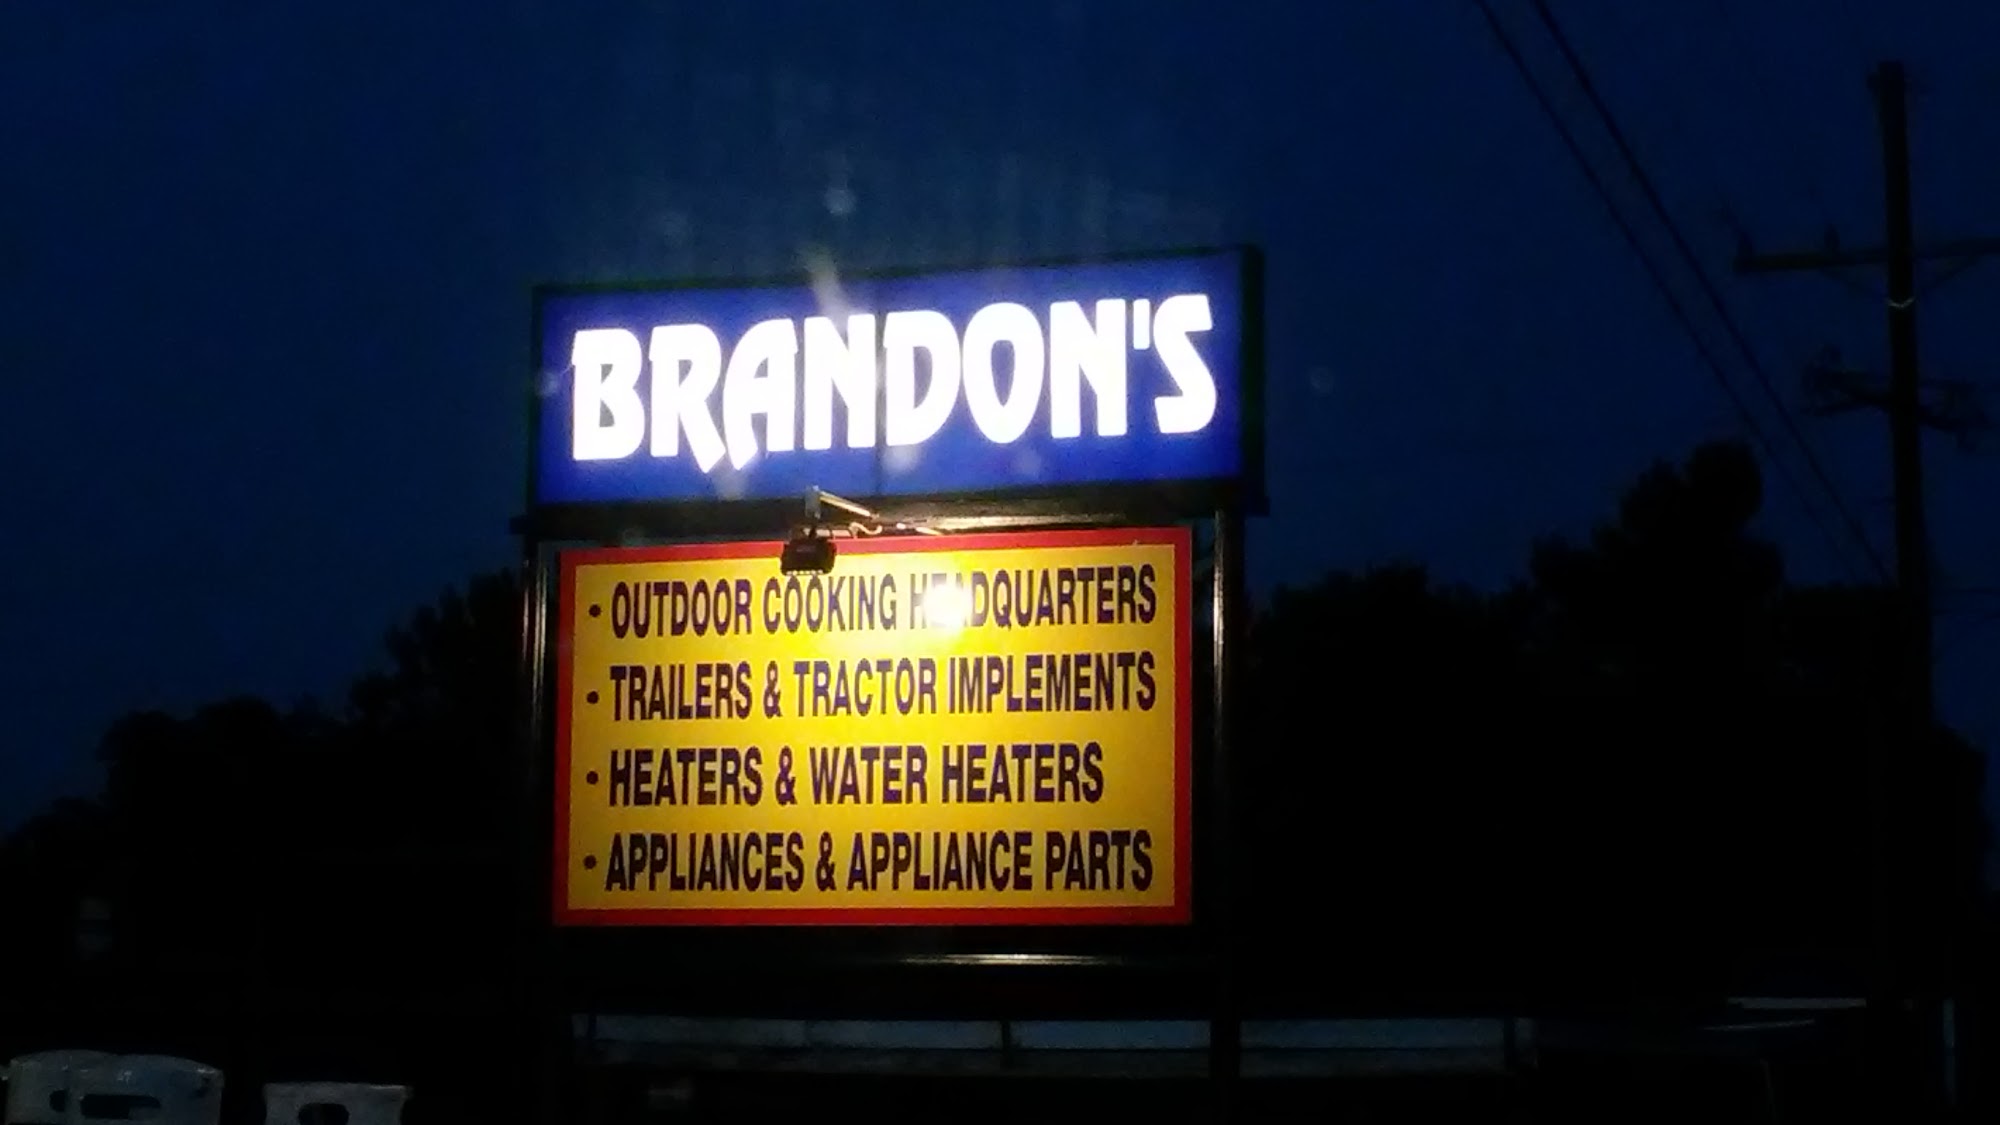 BRANDON'S
• OUTDOOR COOKING HEADQUARTERS
• TRAILERS & TRACTOR IMPLEMENTS
• HEATERS & WATER HEATERS
• APPLIANCES & APPLIANCE PARTS